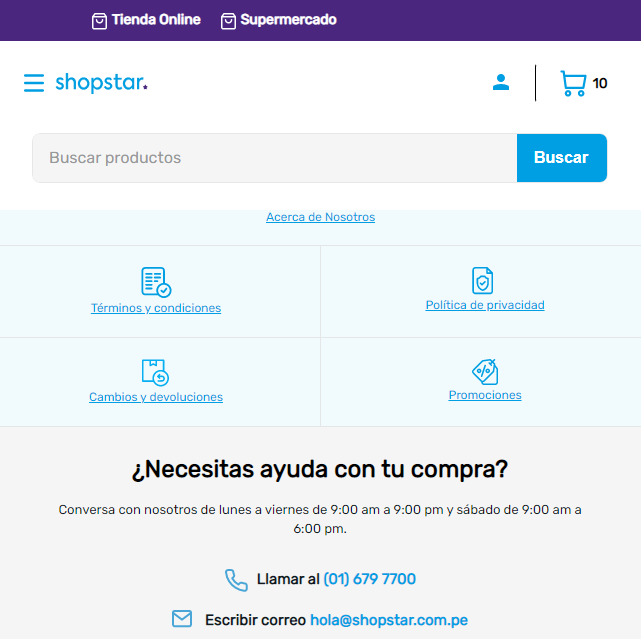 Tienda Online Supermercado
shopstar 10
Buscar productos Buscar
Acerca de Nosotros
Términos y condiciones Política de privacidad
Cambios y devoluciones Promociones
¿Necesitas ayuda con tu compra?
Conversa con nosotros de lunes a viernes de 9:00 am a 9:00 pm y sábado de 9:00 am a
6:00 pm.
Llamar al (01) 679 7700
Escribir correo hola@shopstar.com.pe